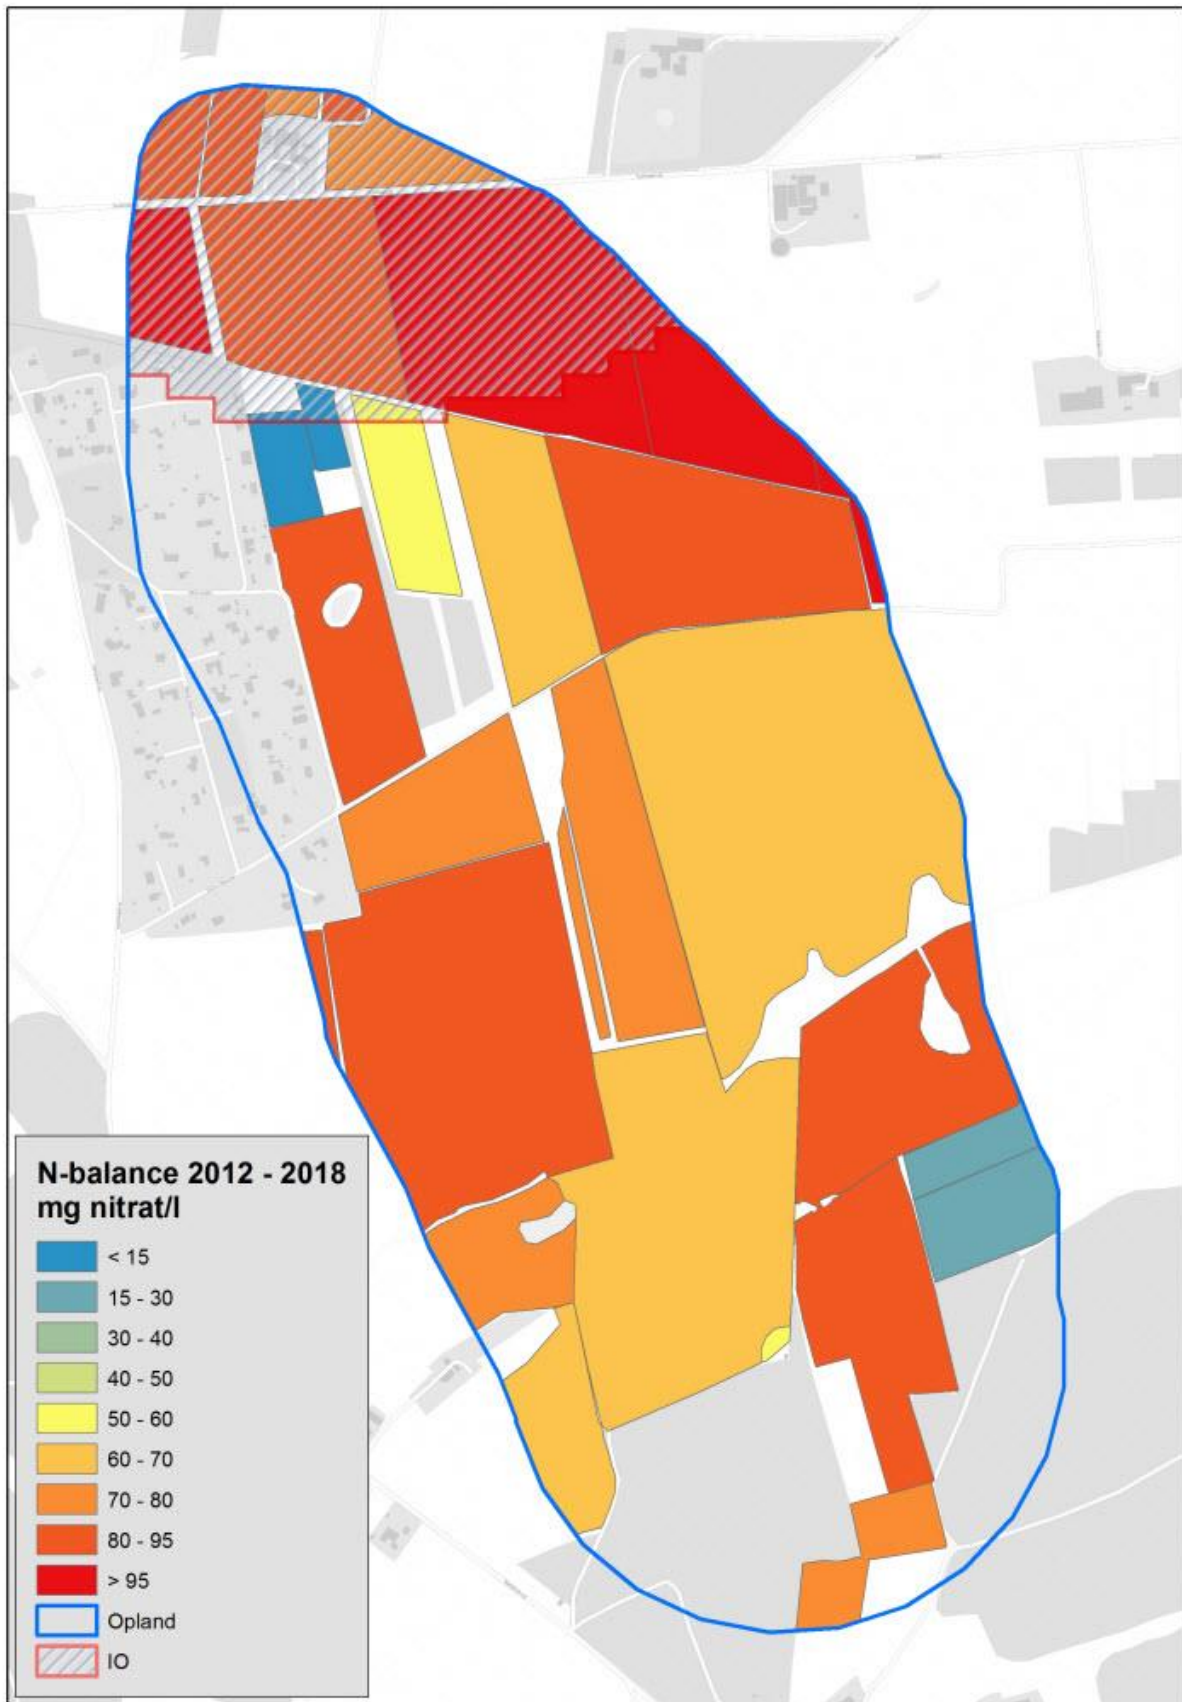 N-balance 2012 - 2018
mg nitrat/l
< 15
15 - 30
30 - 40
40 - 50
50 - 60
60 - 70
70 - 80
80 - 95
> 95
Opland
IO